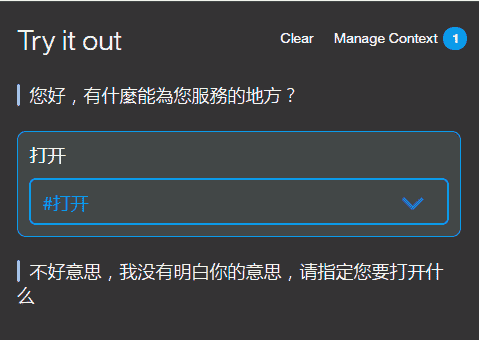 Try it out
Clear
Manage Context 1
您好，有什麼能為您服務的地方？
打开
#打开
不好意思，我没有明白你的意思，请指定您要打开什
么